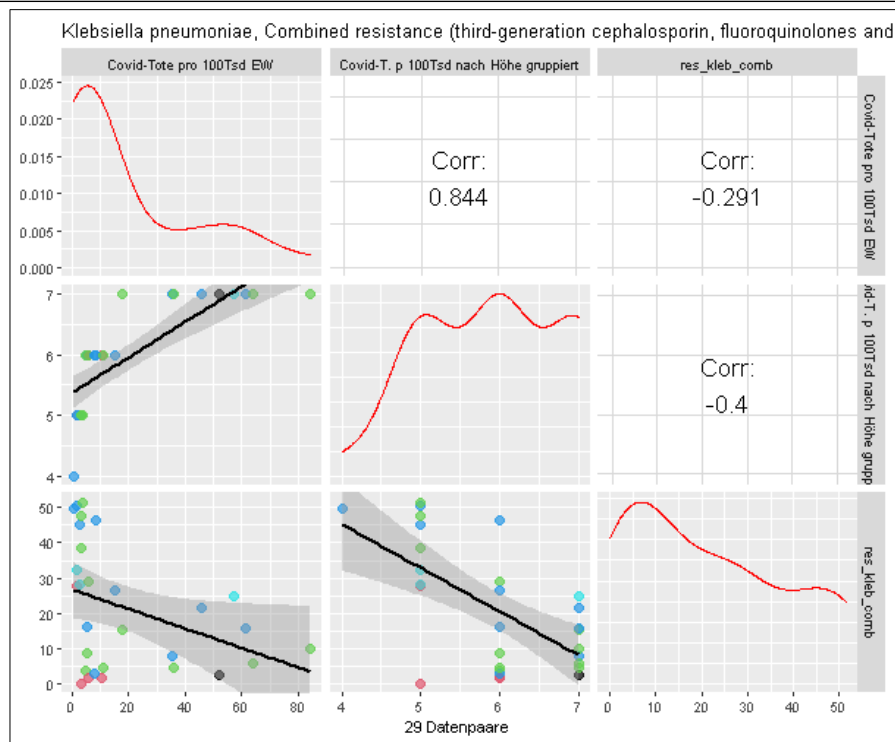 Klebsiella pneumoniae, Combined resistance (third-generation cephalosporin, fluoroquinolones and
Covid-Tote pro 100Tsd EW
Covid-T. p 100Tsd nach Höhe gruppiert
res_kleb_comb
0.025
0.020
0.015
0.010
0.005
0.000
Corr:
0.844
Corr:
-0.291
Covid-Tote pro 100Tsd EW
7
6
5
4
Corr:
-0.4
ovid-T. p 100Tsd nach Höhe grupp
50
40
30
20
10
0
res_kleb_comb
0 20 40 60 80
4 5 6 7
0 10 20 30 40 50
29 Datenpaare